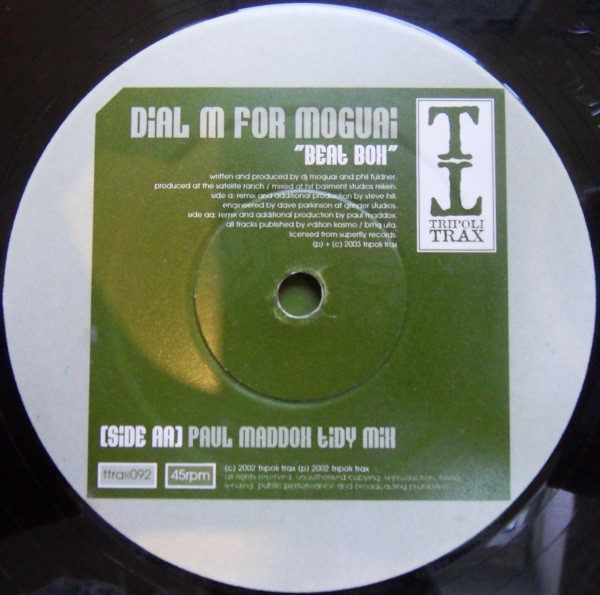 DiAL M FOR MOGUAi
"BEAt BOX"
written and produced by dj moguai and phil fuldner.
produced at the satelite ranch / mixed at hit basment studios reken.
side a: remix and additional production by steve hill.
engineered by dave parkinson at grinder studios.
side aa: remix and additional production by paul maddox.
all tracks published by edition kosmo / bmg ufa.
licensed from superfly records.
(p) + (c) 2003 tripoli trax
TT
TRIPOLI
TRAX
[SiDE AA] PAUL MADDOX tiDY MiX
ttrax092
45rpm
(c) 2002 tripoli trax (p) 2002 tripoli trax
all rights reserved. unauthorised copying, reproduction, hiring,
lending, public performance and broadcasting prohibited.